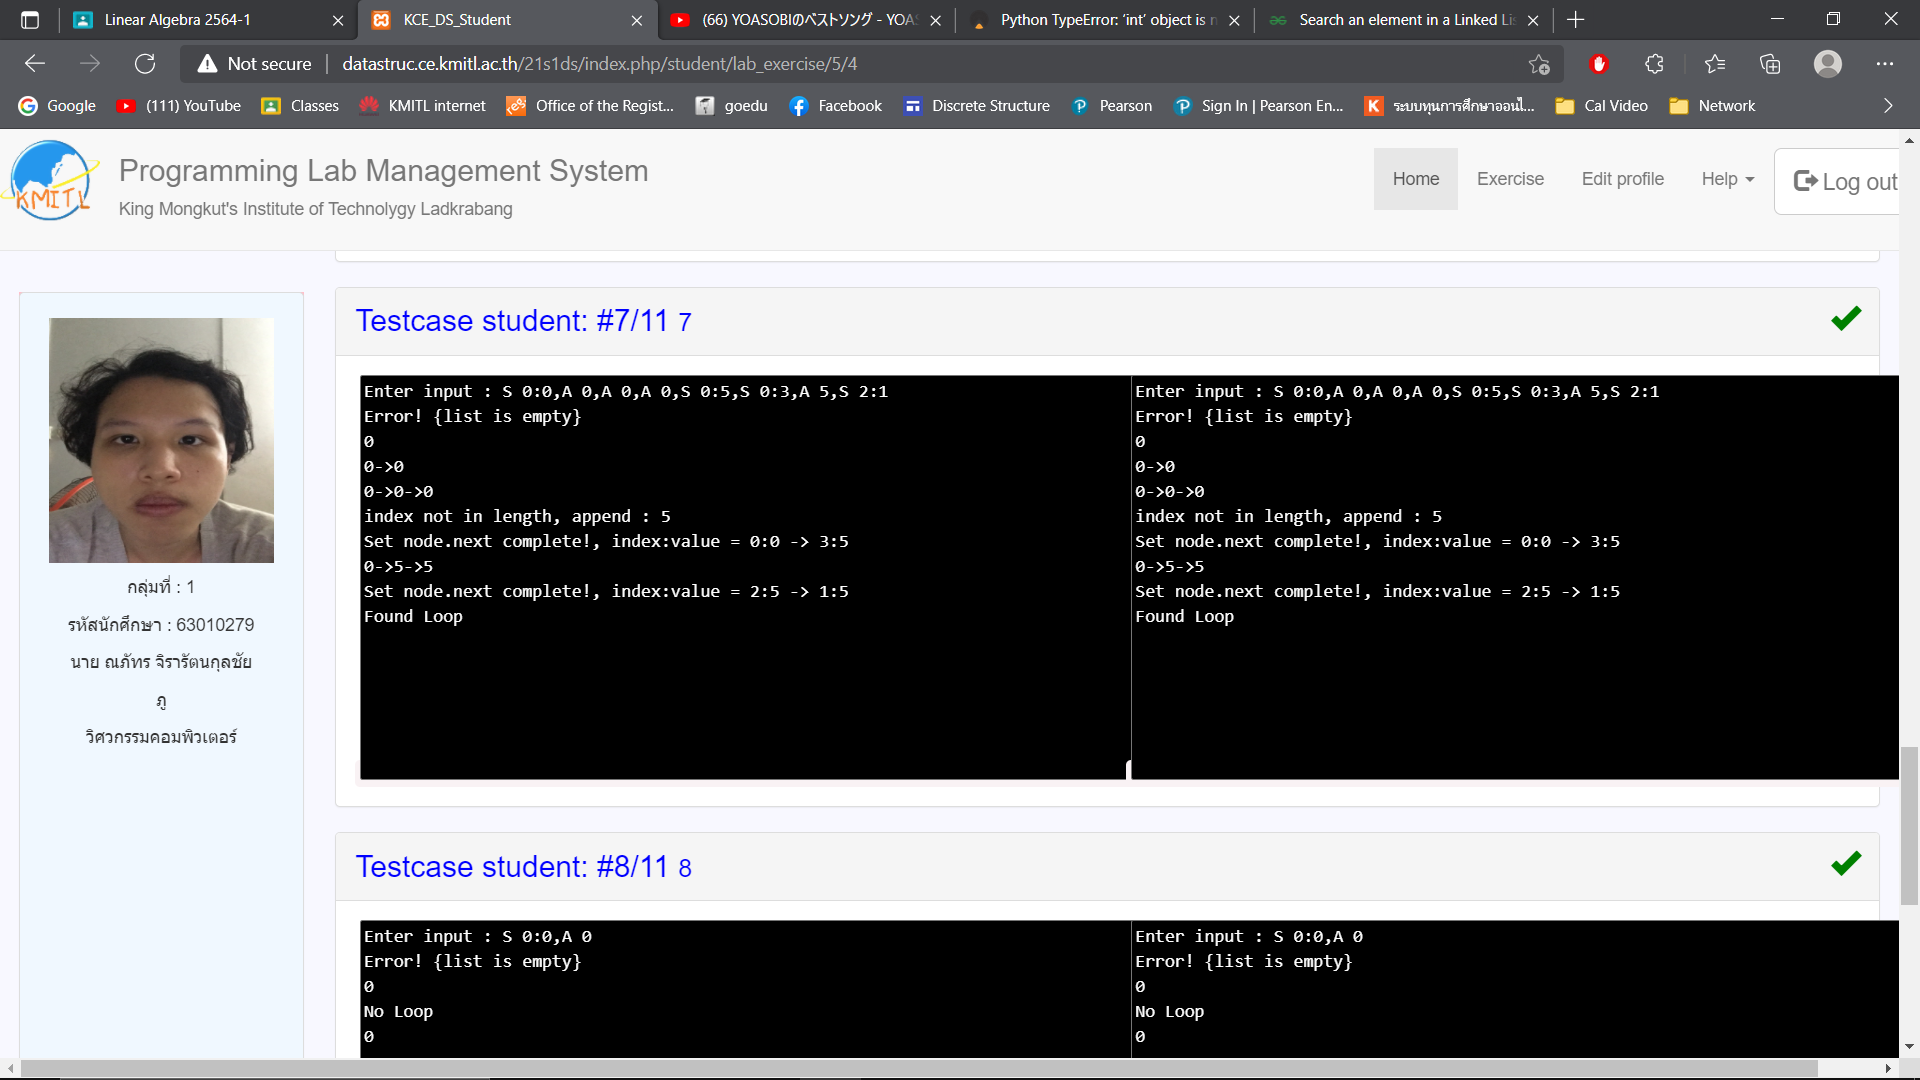 Linear Algebra 2564-1
KCE_DS_Student
(66) YOASOBIのベストソング - YOAS
Python TypeError: ‘int’ object is n
Search an element in a Linked Lis
Not secure
datastruc.ce.kmitl.ac.th/21s1ds/index.php/student/lab_exercise/5/4
Google
(111) YouTube
Classes
KMITL internet
Office of the Regist...
goedu
Facebook
Discrete Structure
Pearson
Sign In | Pearson En...
ระบบทุนการศึกษาออนไ...
Cal Video
Network
KMITL
Programming Lab Management System
King Mongkut's Institute of Technolygy Ladkrabang
Home
Exercise
Edit profile
Help
Log out
กลุ่มที่ : 1
รหัสนักศึกษา : 63010279
นาย ณภัทร จิรารัตนกุลชัย
ภู
วิศวกรรมคอมพิวเตอร์
Testcase student: #7/11 7
Enter input : S 0:0,A 0,A 0,A 0,S 0:5,S 0:3,A 5,S 2:1
Error! {list is empty}
0
0->0
0->0->0
index not in length, append : 5
Set node.next complete!, index:value = 0:0 -> 3:5
0->5->5
Set node.next complete!, index:value = 2:5 -> 1:5
Found Loop
Enter input : S 0:0,A 0,A 0,A 0,S 0:5,S 0:3,A 5,S 2:1
Error! {list is empty}
0
0->0
0->0->0
index not in length, append : 5
Set node.next complete!, index:value = 0:0 -> 3:5
0->5->5
Set node.next complete!, index:value = 2:5 -> 1:5
Found Loop
Testcase student: #8/11 8
Enter input : S 0:0,A 0
Error! {list is empty}
0
No Loop
0
Enter input : S 0:0,A 0
Error! {list is empty}
0
No Loop
0